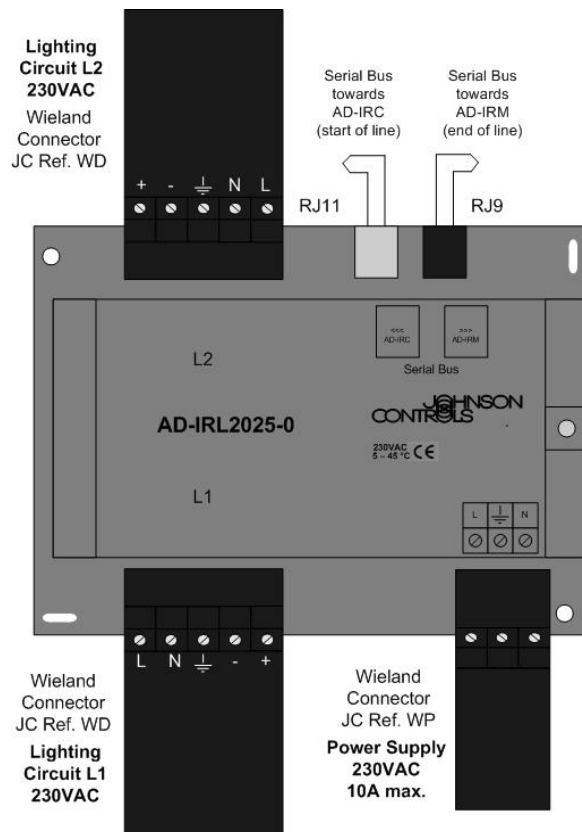 Lighting
Circuit L2
230VAC
Wieland
Connector
JC Ref. WD
+ - N L
Serial Bus
towards
AD-IRC
(start of line)
Serial Bus
towards
AD-IRM
(end of line)
RJ11
RJ9
<<<
AD-IRC
>>>
AD-IRM
Serial Bus
L2
JOHNSON
CONTROLS
AD-IRL2025-0
230VAC
5 – 45 °C CE
L1
L N
L N - +
Wieland
Connector
JC Ref. WD
Lighting
Circuit L1
230VAC
Wieland
Connector
JC Ref. WP
Power Supply
230VAC
10A max.